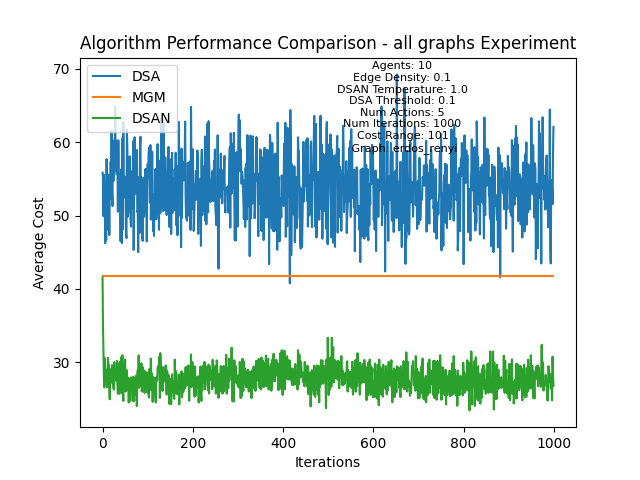 Algorithm Performance Comparison - all graphs Experiment
DSA
MGM
DSAN
Agents: 10
Edge Density: 0.1
DSAN Temperature: 1.0
DSA Threshold: 0.1
Num Actions: 5
Num Iterations: 1000
Cost Range: 101
Graph: erdos_renyi
Average Cost
70
60
50
40
30
0
200
400
600
800
1000
Iterations